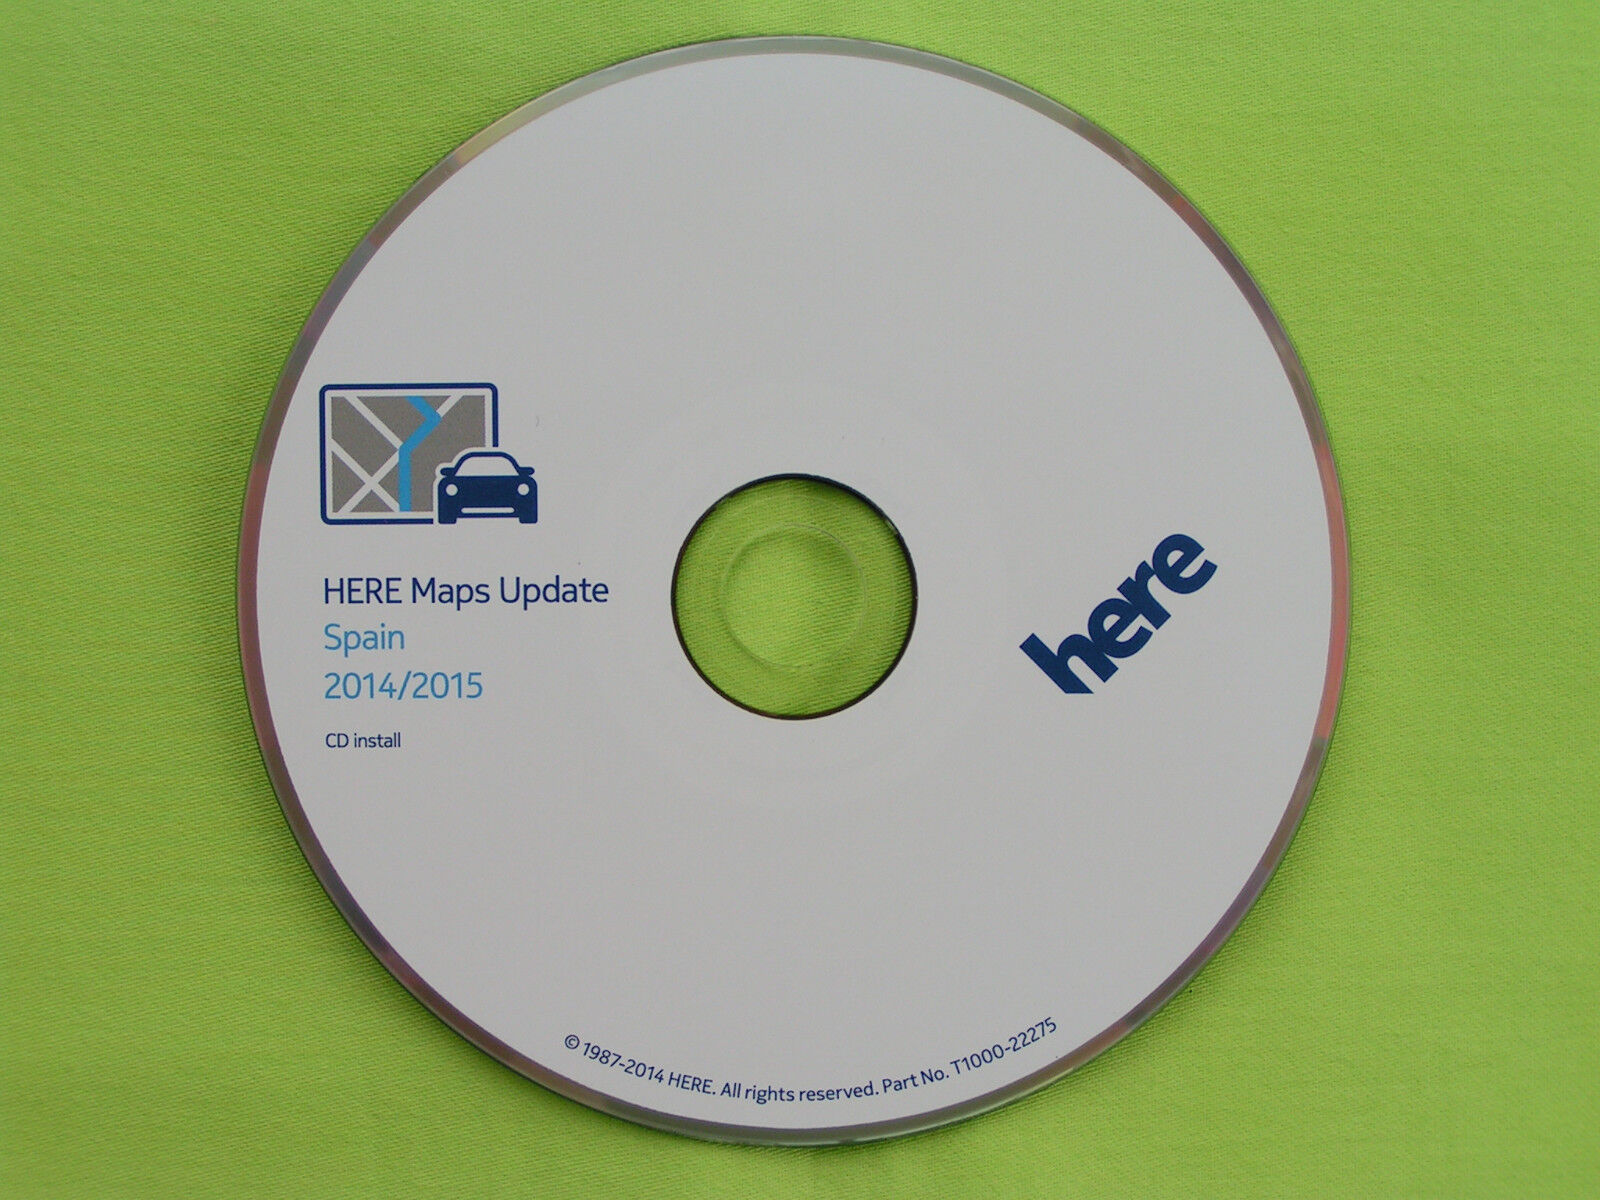 HERE Maps Update
Spain
2014/2015
CD install
here
© 1987-2014 HERE. All rights reserved. Part No. T1000-22275